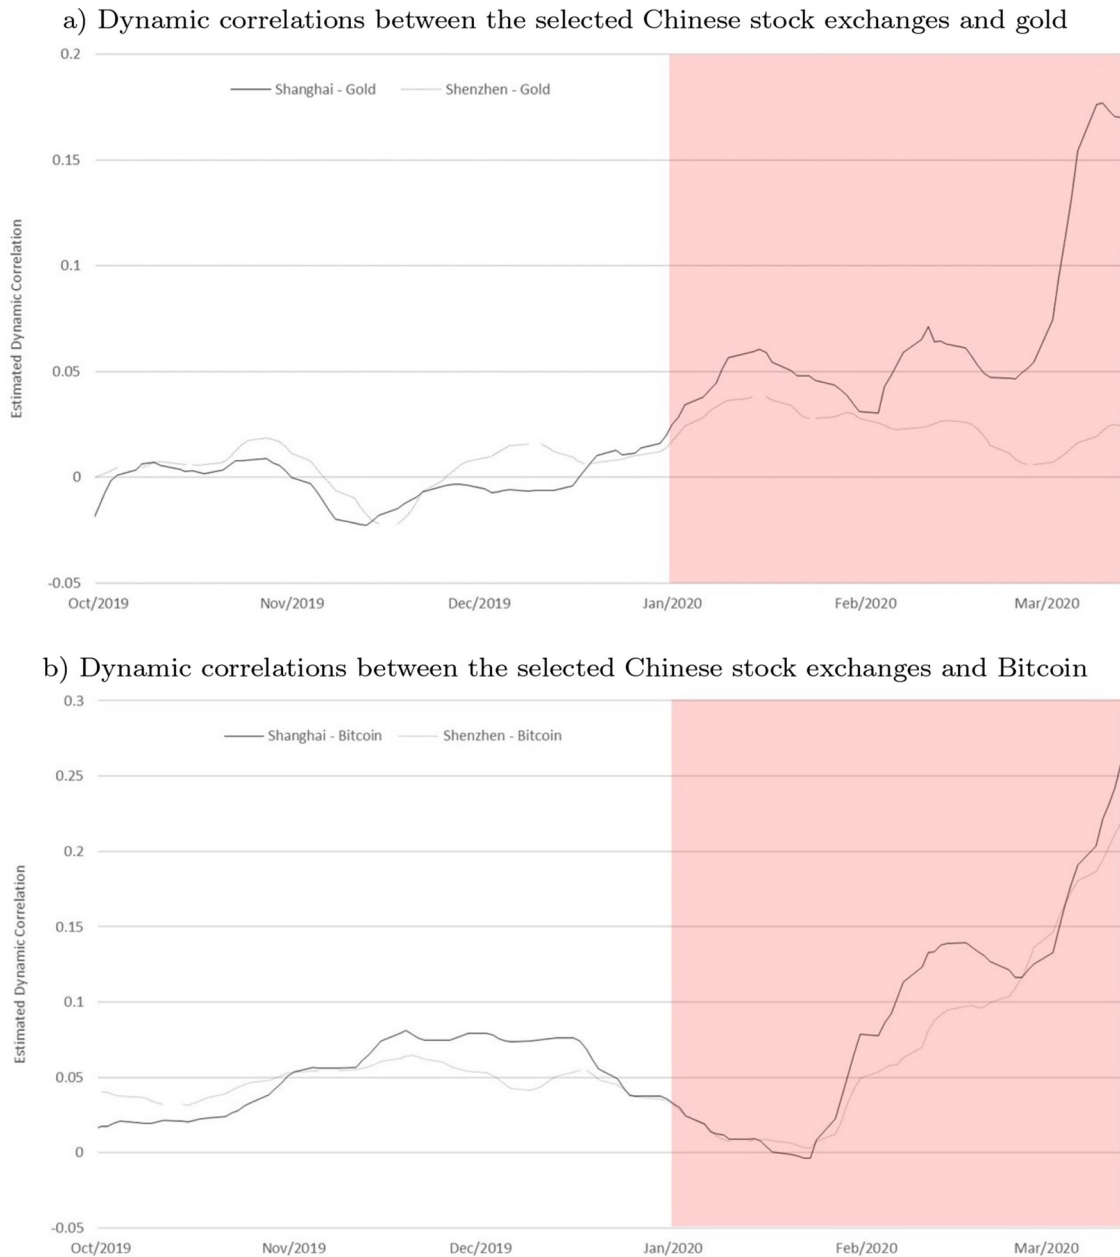 a) Dynamic correlations between the selected Chinese stock exchanges and gold
0.2
Shanghai - Gold Shenzhen - Gold
0.15
0.1
0.05
0
-0.05
Estimated Dynamic Correlation
Oct/2019 Nov/2019 Dec/2019 Jan/2020 Feb/2020 Mar/2020
b) Dynamic correlations between the selected Chinese stock exchanges and Bitcoin
0.3
Shanghai - Bitcoin Shenzhen - Bitcoin
0.25
0.2
0.15
0.1
0.05
0
-0.05
Estimated Dynamic Correlation
Oct/2019 Nov/2019 Dec/2019 Jan/2020 Feb/2020 Mar/2020